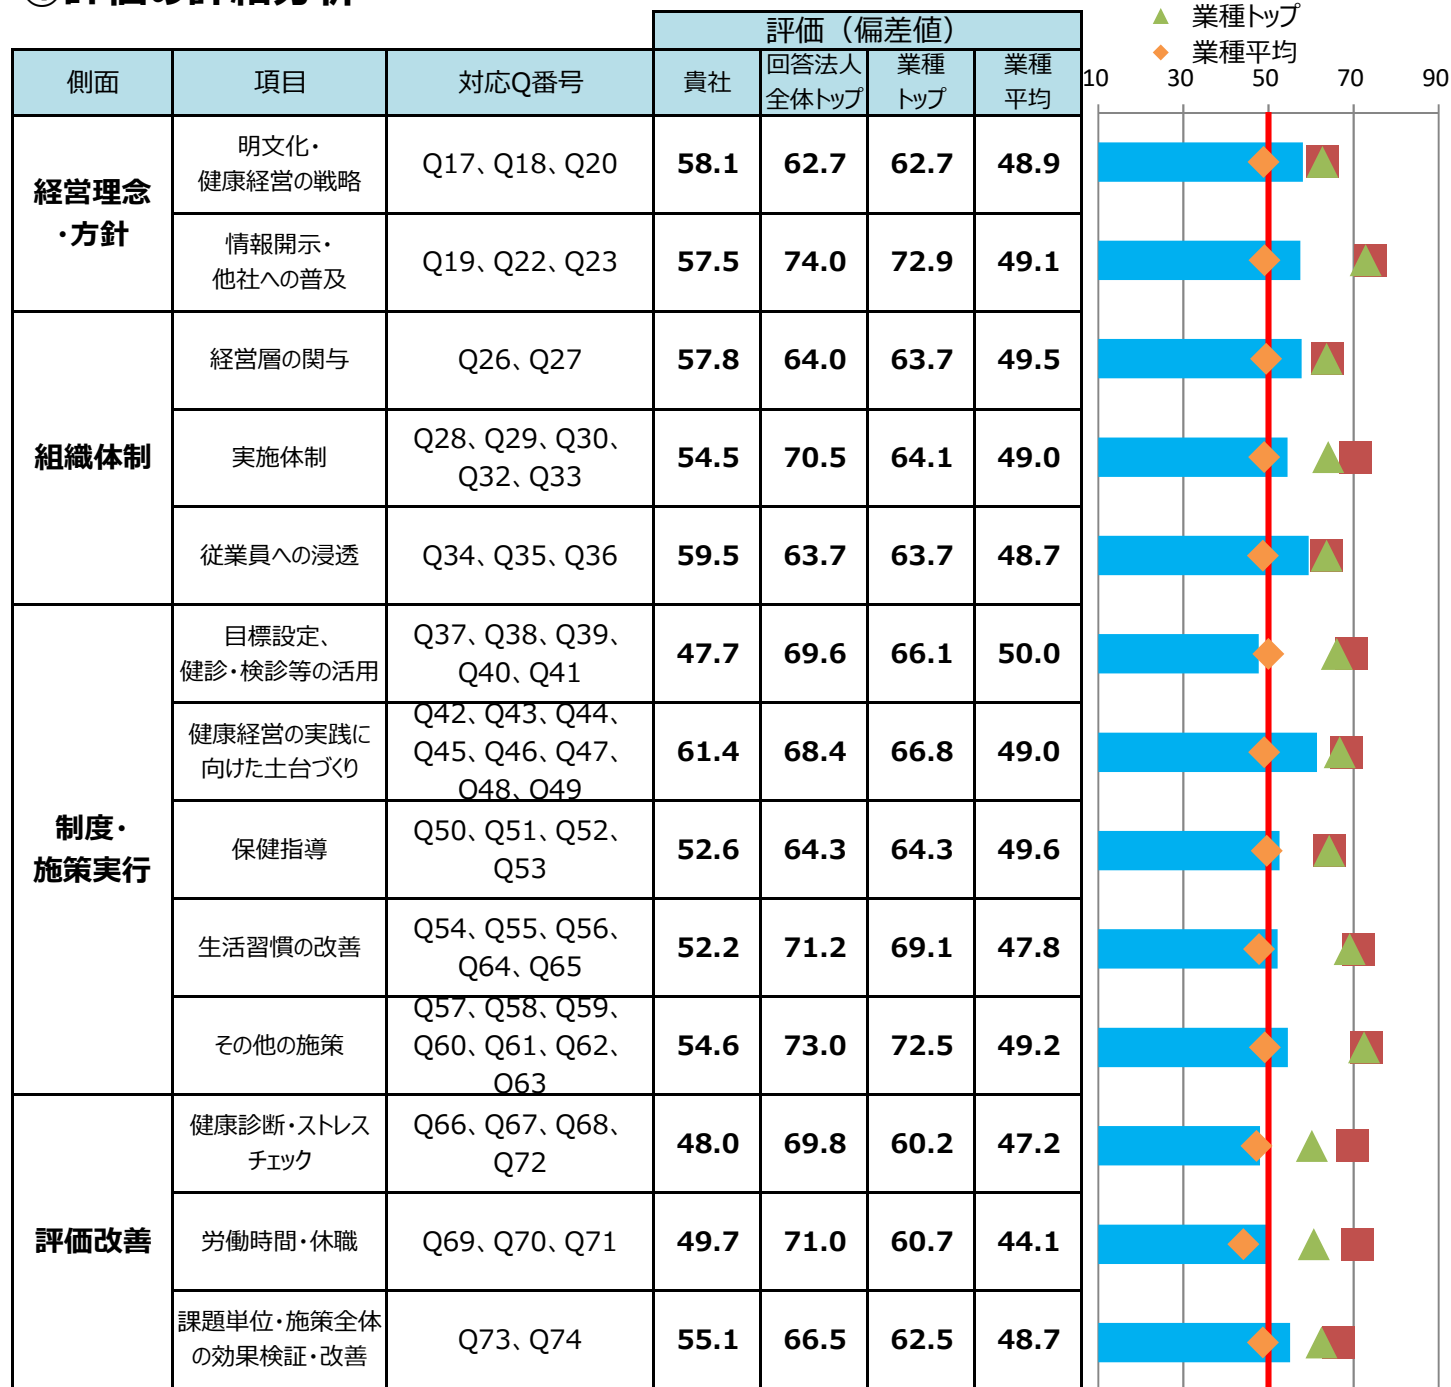 ①評価の詳細分析
▲ 業種トップ
◆ 業種平均
評価（偏差値）
側面 項目 対応Q番号 貴社 回答法人 業種 業種
全体トップ トップ 平均
10 30 50 70 90
経営理念
・方針
明文化・
健康経営の戦略
Q17、Q18、Q20 58.1 62.7 62.7 48.9
情報開示・
他社への普及
Q19、Q22、Q23 57.5 74.0 72.9 49.1
組織体制
経営層の関与 Q26、Q27 57.8 64.0 63.7 49.5
実施体制
Q28、Q29、Q30、
Q32、Q33
54.5 70.5 64.1 49.0
従業員への浸透 Q34、Q35、Q36 59.5 63.7 63.7 48.7
制度・
施策実行
目標設定、
健診・検診等の活用
Q37、Q38、Q39、
Q40、Q41
47.7 69.6 66.1 50.0
健康経営の実践に
向けた土台づくり
Q42、Q43、Q44、
Q45、Q46、Q47、
Q48、Q49
61.4 68.4 66.8 49.0
保健指導
Q50、Q51、Q52、
Q53
52.6 64.3 64.3 49.6
生活習慣の改善
Q54、Q55、Q56、
Q64、Q65
52.2 71.2 69.1 47.8
その他の施策
Q57、Q58、Q59、
Q60、Q61、Q62、
Q63
54.6 73.0 72.5 49.2
評価改善
健康診断・ストレス
チェック
Q66、Q67、Q68、
Q72
48.0 69.8 60.2 47.2
労働時間・休職 Q69、Q70、Q71 49.7 71.0 60.7 44.1
課題単位・施策全体
の効果検証・改善
Q73、Q74 55.1 66.5 62.5 48.7